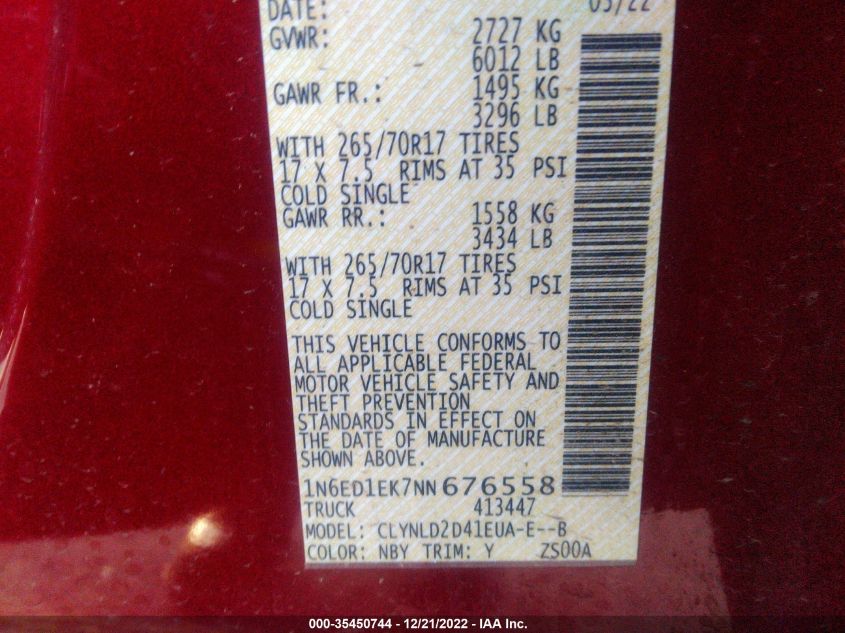 DATE: 03/22
GVWR: 2727 KG
6012 LB
GAWR FR.: 1495 KG
3296 LB
WITH 265/70R17 TIRES
17 X 7.5 RIMS AT 35 PSI
COLD SINGLE
GAWR RR.: 1558 KG
3434 LB
WITH 265/70R17 TIRES
17 X 7.5 RIMS AT 35 PSI
COLD SINGLE
THIS VEHICLE CONFORMS TO
ALL APPLICABLE FEDERAL
MOTOR VEHICLE SAFETY AND
THEFT PREVENTION
STANDARDS IN EFFECT ON
THE DATE OF MANUFACTURE
SHOWN ABOVE.
1N6ED1EK7NN676558
TRUCK 413447
MODEL: CLYNLD2D41EUA-E--B
COLOR: NBY TRIM: Y ZS00A
000-35450744 - 12/21/2022 - IAA Inc.